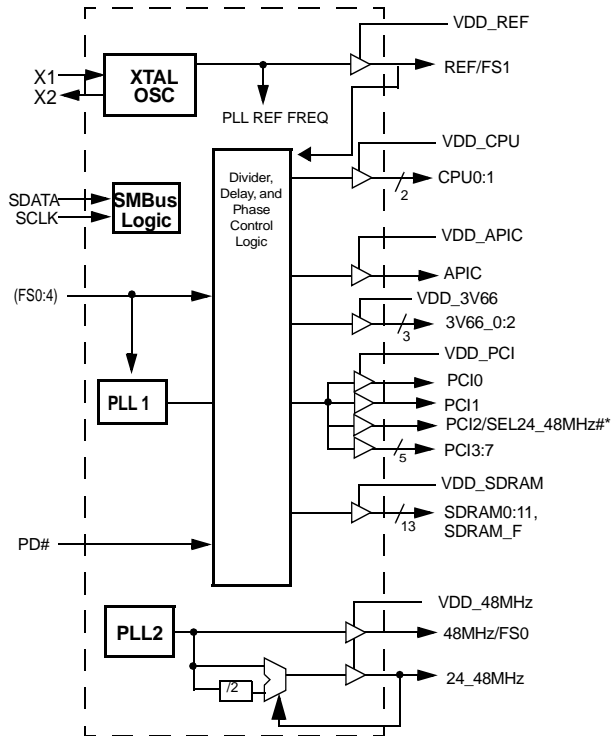 VDD_REF
X1
XTAL
OSC
REF/FS1
X2
PLL REF FREQ
VDD_CPU
Divider,
Delay, and
Phase
Control
Logic
CPU0:1
2
SDATA
SMBus
Logic
SCLK
VDD_APIC
APIC
(FS0:4)
VDD_3V66
3V66_0:2
3
VDD_PCI
PCI0
PLL 1
PCI1
PCI2/SEL24_48MHz#*
PCI3:7
5
VDD_SDRAM
SDRAM0:11,
SDRAM_F
13
PD#
VDD_48MHz
PLL2
48MHz/FS0
/2
24_48MHz